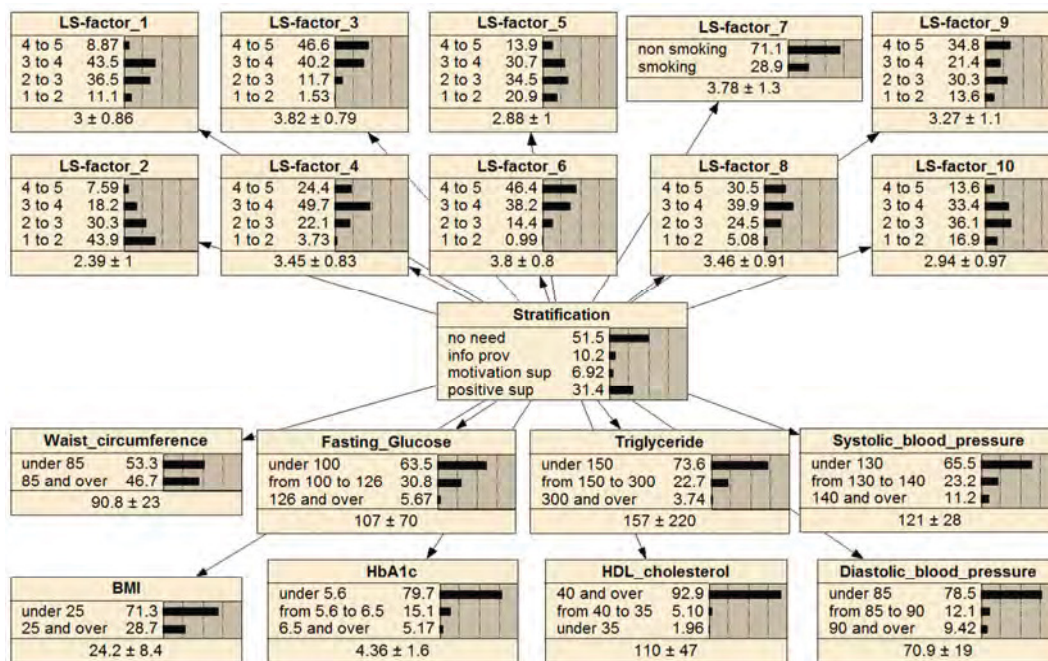 LS-factor_1
4 to 5 8.87
3 to 4 43.5
2 to 3 36.5
1 to 2 11.1
3 ± 0.86
LS-factor_3
4 to 5 46.6
3 to 4 40.2
2 to 3 11.7
1 to 2 1.53
3.82 ± 0.79
LS-factor_5
4 to 5 13.9
3 to 4 30.7
2 to 3 34.5
1 to 2 20.9
2.88 ± 1
LS-factor_7
non smoking 71.1
smoking 28.9
3.78 ± 1.3
LS-factor_9
4 to 5 34.8
3 to 4 21.4
2 to 3 30.3
1 to 2 13.6
3.27 ± 1.1
LS-factor_2
4 to 5 7.59
3 to 4 18.2
2 to 3 30.3
1 to 2 43.9
2.39 ± 1
LS-factor_4
4 to 5 24.4
3 to 4 49.7
2 to 3 22.1
1 to 2 3.73
3.45 ± 0.83
LS-factor_6
4 to 5 46.4
3 to 4 38.2
2 to 3 14.4
1 to 2 0.99
3.8 ± 0.8
LS-factor_8
4 to 5 30.5
3 to 4 39.9
2 to 3 24.5
1 to 2 5.08
3.46 ± 0.91
LS-factor_10
4 to 5 13.6
3 to 4 33.4
2 to 3 36.1
1 to 2 16.9
2.94 ± 0.97
Stratification
no need 51.5
info prov 10.2
motivation sup 6.92
positive sup 31.4
Waist_circumference
under 85 53.3
85 and over 46.7
90.8 ± 23
Fasting_Glucose
under 100 63.5
from 100 to 126 30.8
126 and over 5.67
107 ± 70
Triglyceride
under 150 73.6
from 150 to 300 22.7
300 and over 3.74
157 ± 220
Systolic_blood_pressure
under 130 65.5
from 130 to 140 23.2
140 and over 11.2
121 ± 28
BMI
under 25 71.3
25 and over 28.7
24.2 ± 8.4
HbA1c
under 5.6 79.7
from 5.6 to 6.5 15.1
6.5 and over 5.17
4.36 ± 1.6
HDL_cholesterol
40 and over 92.9
from 40 to 35 5.10
under 35 1.96
110 ± 47
Diastolic_blood_pressure
under 85 78.5
from 85 to 90 12.1
90 and over 9.42
70.9 ± 19